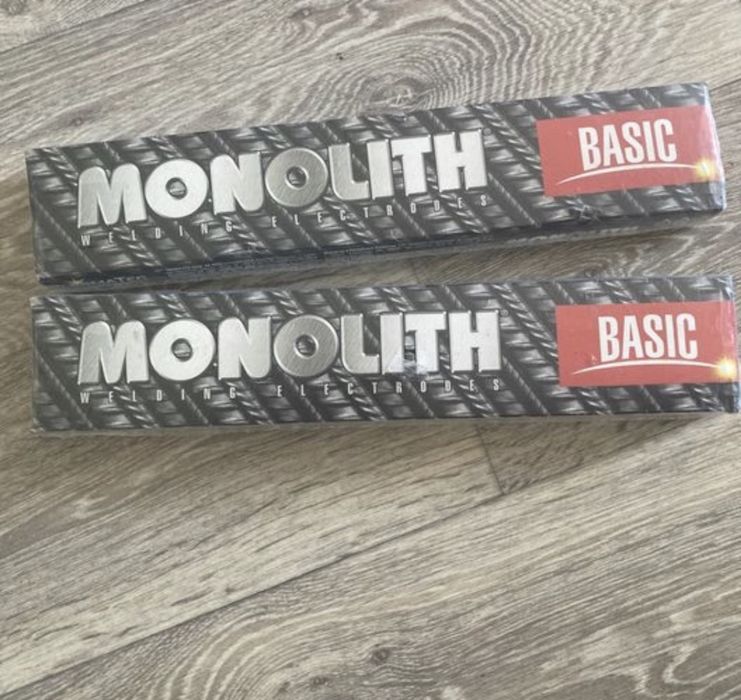 MONOLITH
WELDING ELECTRODES
BASIC
MONOLITH
WELDING ELECTRODES
BASIC